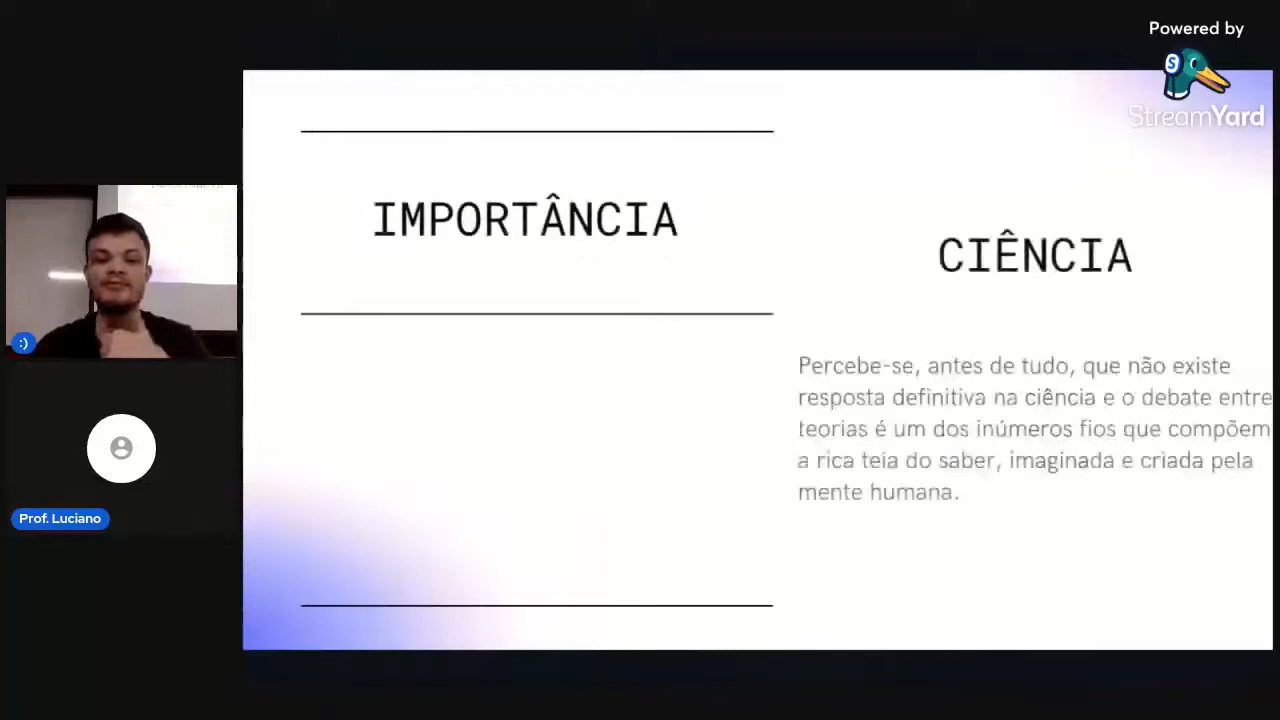 Powered by
StreamYard
IMPORTÂNCIA
CIÊNCIA
Percebe-se, antes de tudo, que não existe
resposta definitiva na ciência e o debate entre
teorias é um dos inúmeros fios que compõem
a rica teia do saber, imaginada e criada pela
mente humana.
:)
Prof. Luciano